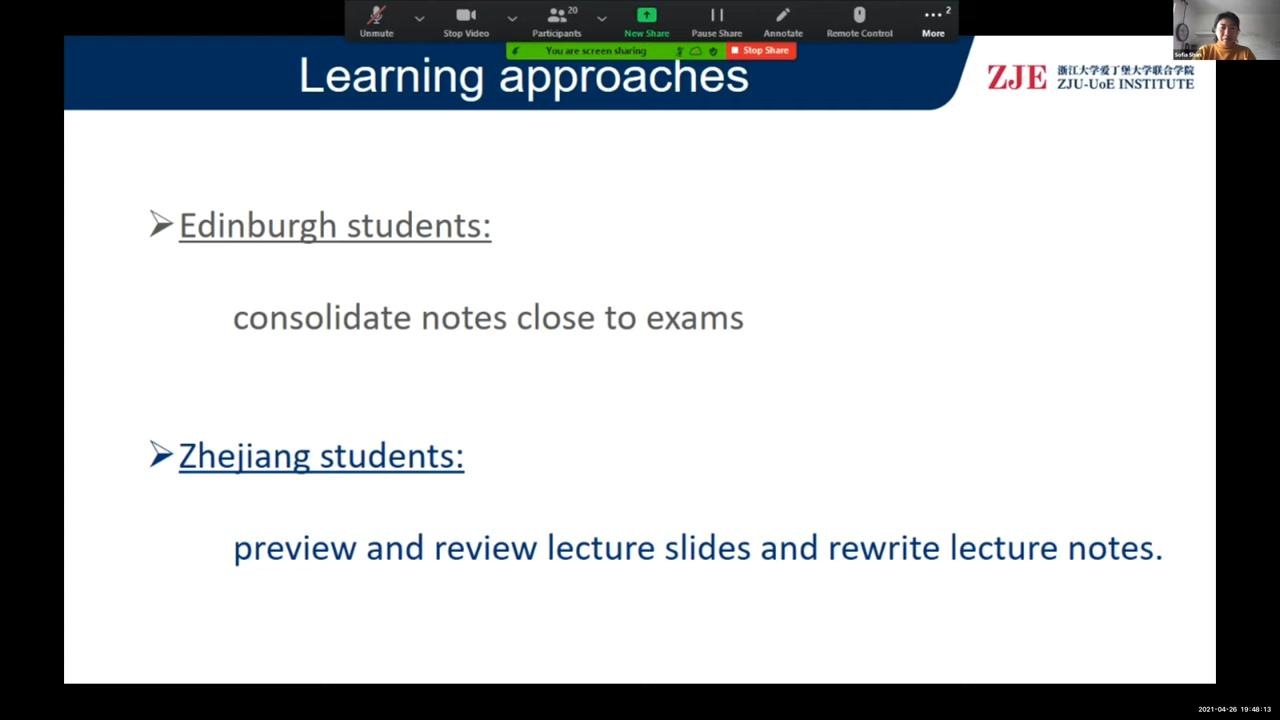 20
2
Unmute
Stop Video
Participants
New Share
Pause Share
Annotate
Remote Control
More
You are screen sharing
Stop Share
Learning approaches
ZJE
浙江大学爱丁堡大学联合学院
ZJU-UoE INSTITUTE
Edinburgh students:
consolidate notes close to exams
Zhejiang students:
preview and review lecture slides and rewrite lecture notes.
2021-04-26 19:48:13